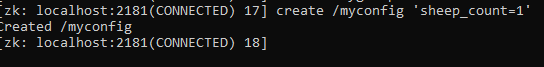 [zk: localhost:2181(CONNECTED) 17] create /myconfig 'sheep_count=1'
Created /myconfig
[zk: localhost:2181(CONNECTED) 18]